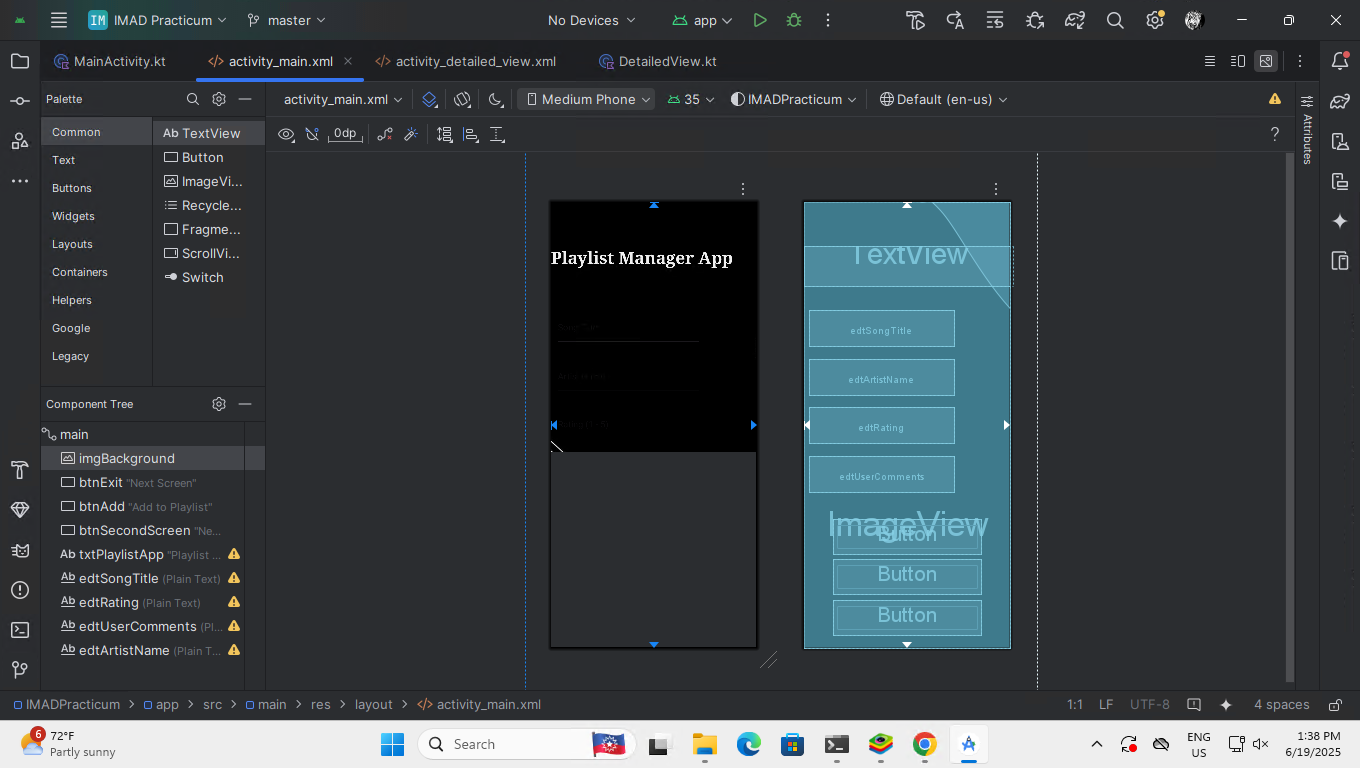 IM IMAD Practicum
master
No Devices
app
MainActivity.kt
activity_main.xml
activity_detailed_view.xml
DetailedView.kt
Palette
activity_main.xml
Medium Phone
35
IMADPracticum
Default (en-us)
Common
Text
Buttons
Widgets
Layouts
Containers
Helpers
Google
Legacy
Ab TextView
Button
ImageVi...
Recycle...
Fragme...
ScrollVi...
Switch
0dp
?
Attributes
Component Tree
main
imgBackground
btnExit "Next Screen"
btnAdd "Add to Playlist"
btnSecondScreen "Ne...
Ab txtPlaylistApp "Playlist ...
Ab edtSongTitle (Plain Text)
Ab edtRating (Plain Text)
Ab edtUserComments (Pl...
Ab edtArtistName (Plain T...
Playlist Manager App
TextView
edtSongTitle
edtArtistName
edtRating
edtUserComments
ImageView
Button
Button
Button
IMADPracticum > app > src > main > res > layout > activity_main.xml
1:1 LF UTF-8 4 spaces
6
72°F
Partly sunny
Search
ENG
US
1:38 PM
6/19/2025